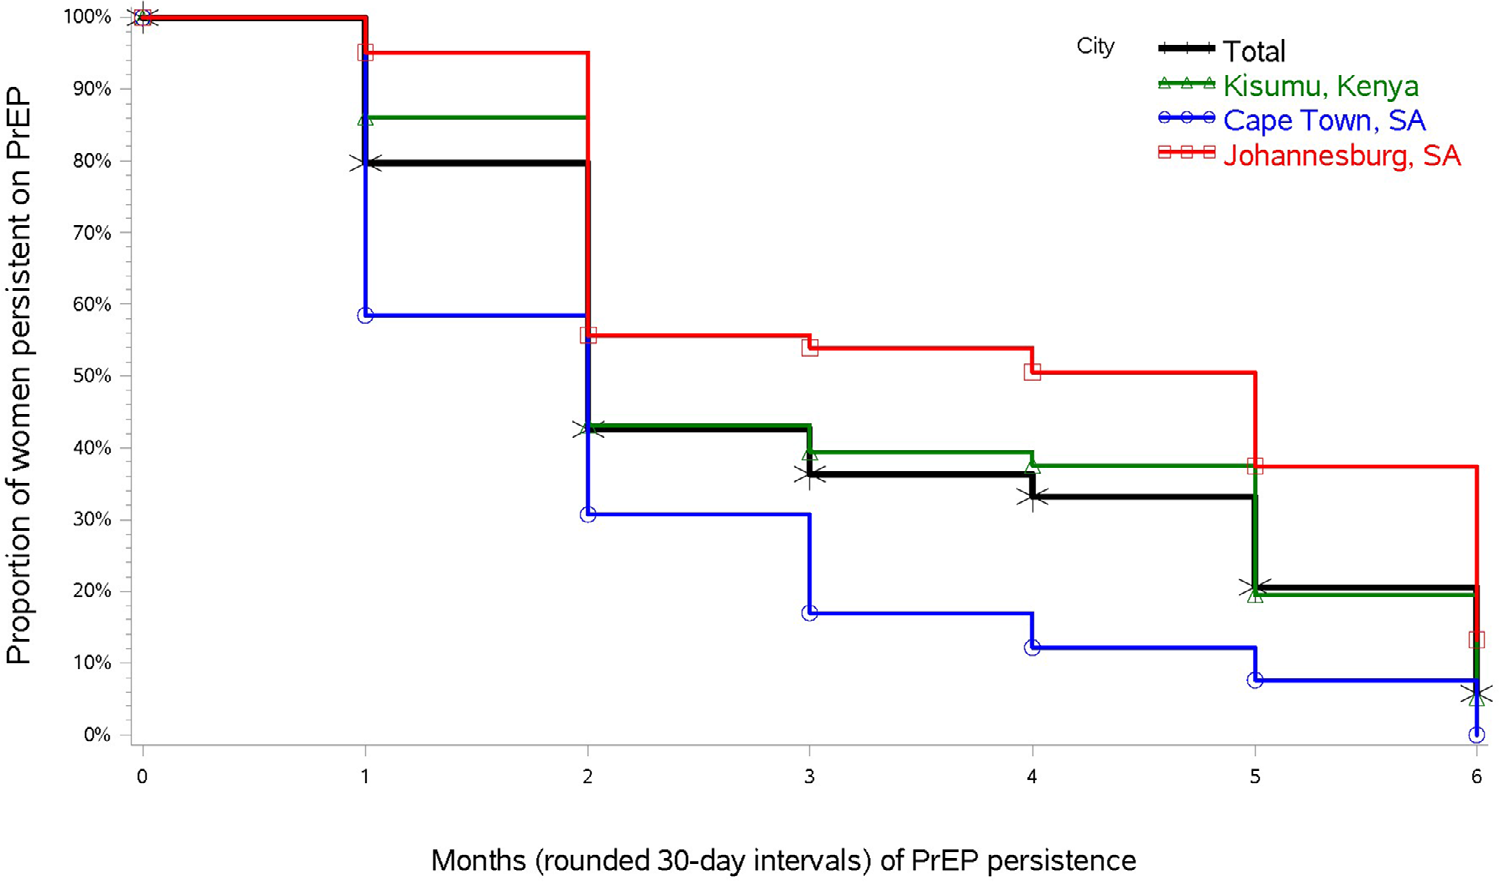 Proportion of women persistent on PrEP
100%
90%
80%
70%
60%
50%
40%
30%
20%
10%
0%
City
Total
Kisumu, Kenya
Cape Town, SA
Johannesburg, SA
0 1 2 3 4 5 6
Months (rounded 30-day intervals) of PrEP persistence